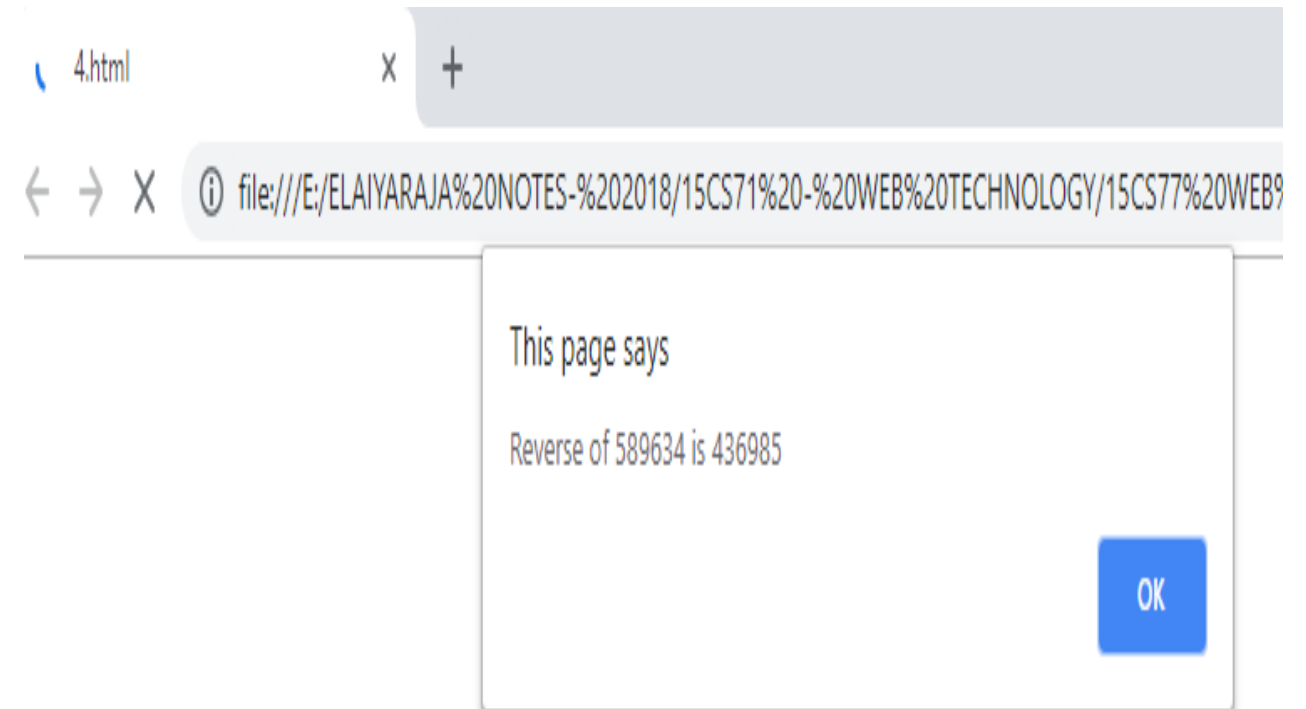 4.html
file:///E:/ELAIYARAJA%20NOTES-%202018/15CS71%20-%20WEB%20TECHNOLOGY/15CS77%20WEB%
This page says
Reverse of 589634 is 436985
OK